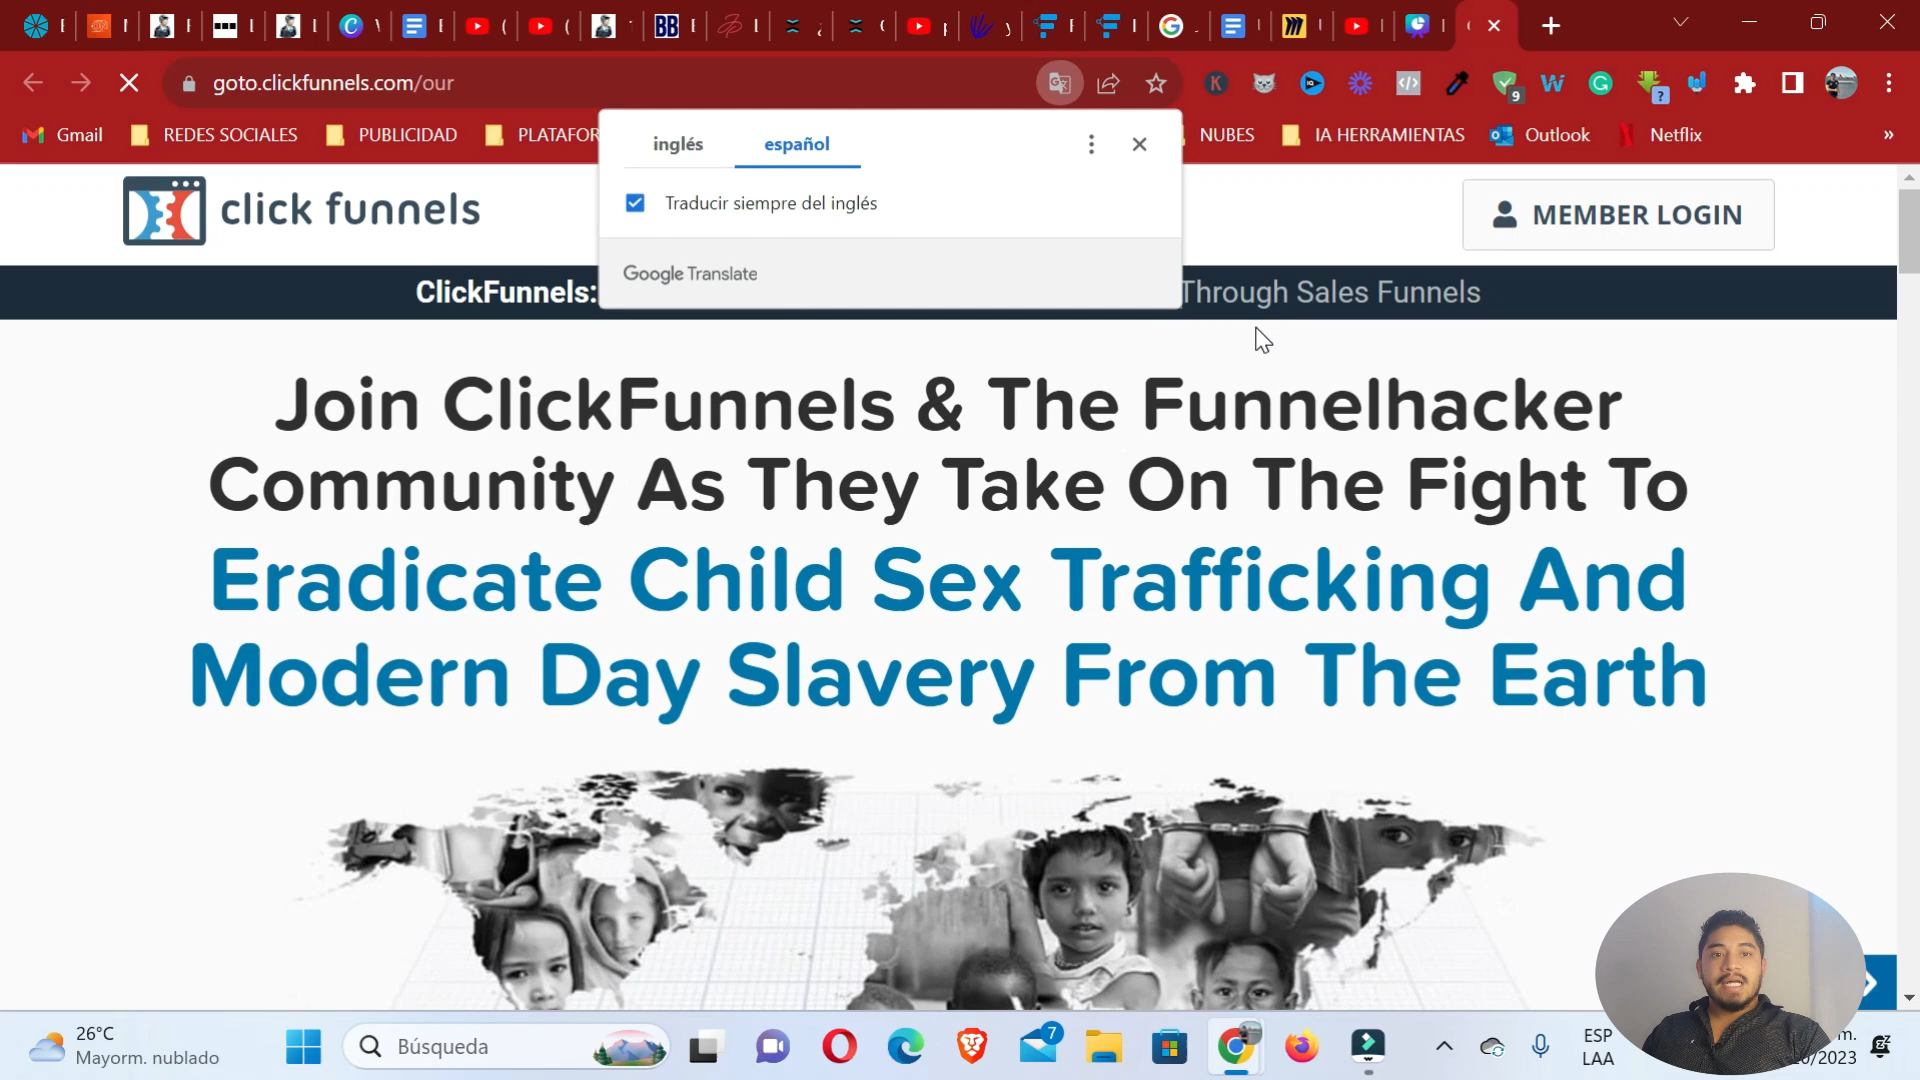 goto.clickfunnels.com/our
9
?
Gmail
REDES SOCIALES
PUBLICIDAD
PLATAFOR
NUBES
IA HERRAMIENTAS
Outlook
Netflix
»
inglés
español
Traducir siempre del inglés
Google Translate
click funnels
MEMBER LOGIN
ClickFunnels:
Through Sales Funnels
Join ClickFunnels & The Funnelhacker
Community As They Take On The Fight To
Eradicate Child Sex Trafficking And
Modern Day Slavery From The Earth
26°C
Mayorm. nublado
Búsqueda
7
ESP
LAA
m.
/2023